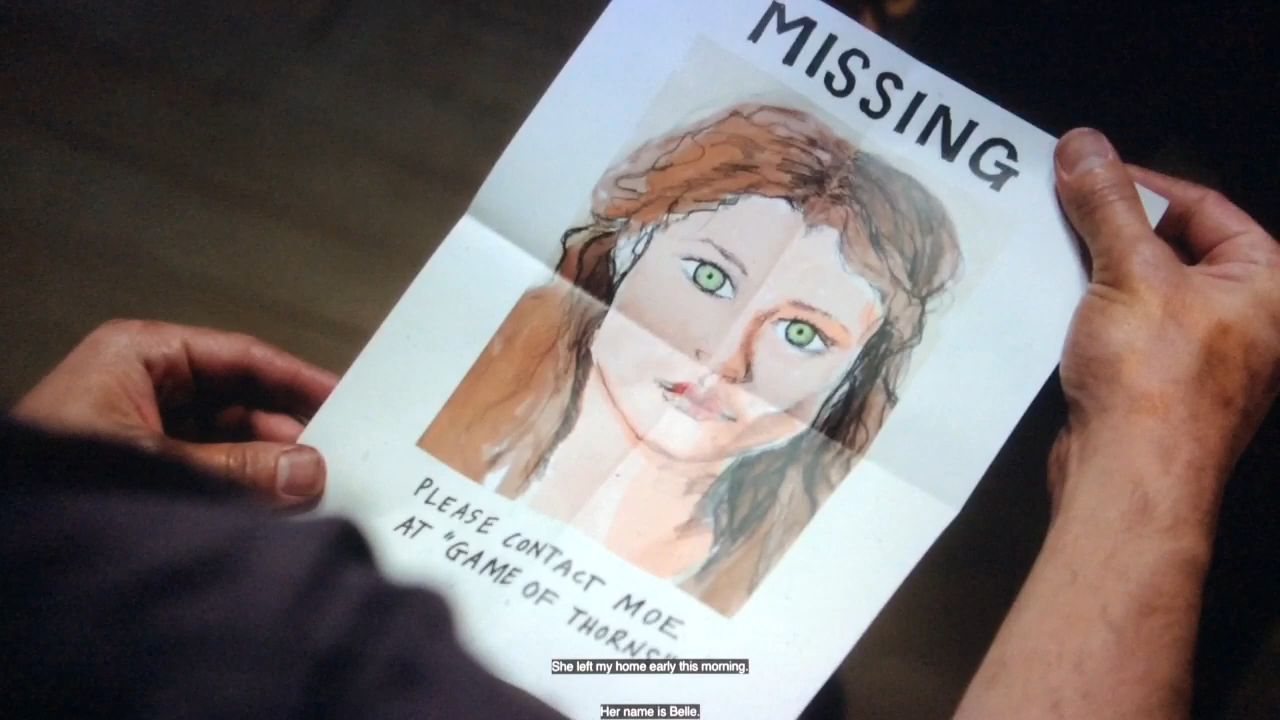 MISSING
PLEASE CONTACT MOE
AT "GAME OF THORNS"
She left my home early this morning.
Her name is Belle.